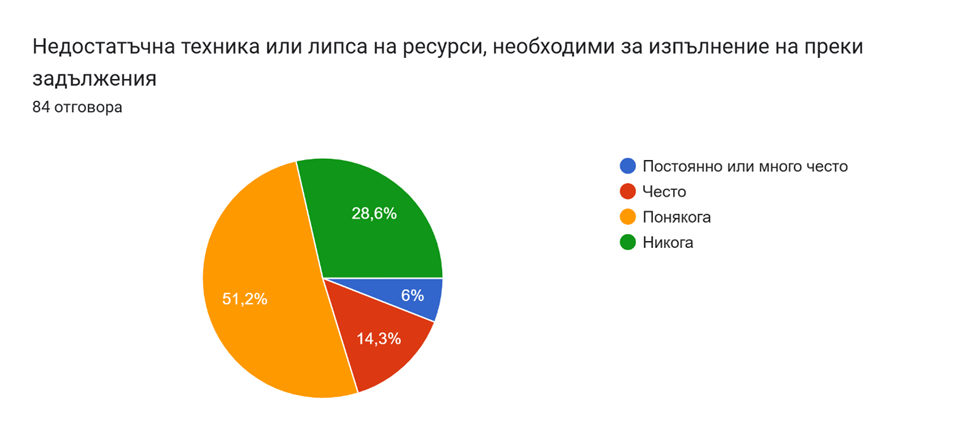 Недостатъчна техника или липса на ресурси, необходими за изпълнение на преки
задължения
84 отговора
Постоянно или много често
Често
Понякога
Никога
28,6%
6%
14,3%
51,2%